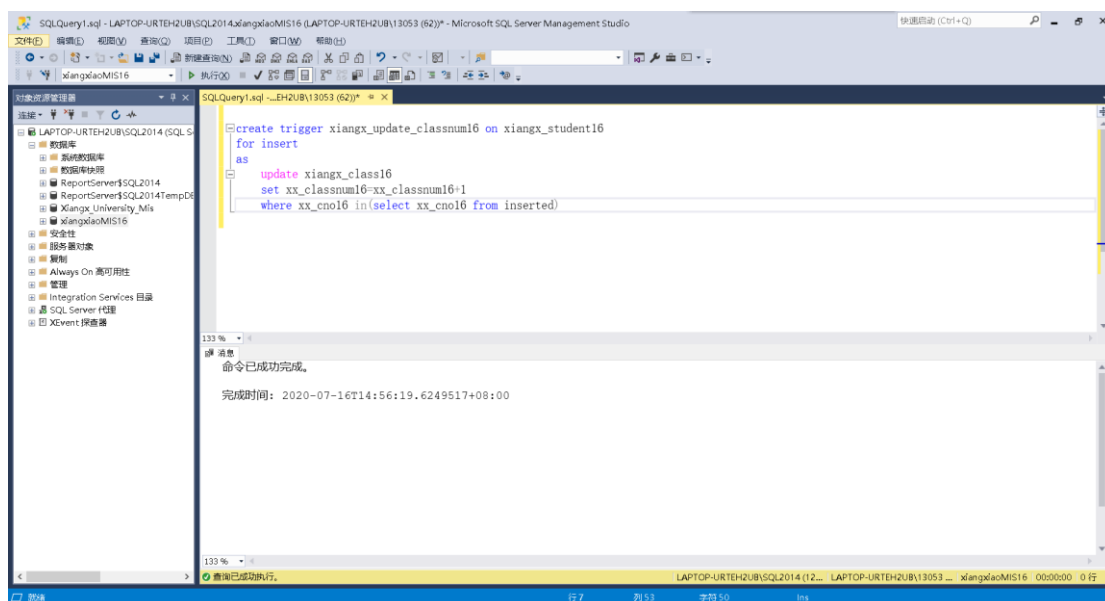 SQLQuery1.sql - LAPTOP-URTEH2UB\SQL2014.xiangxiaoMIS16 (LAPTOP-URTEH2UB\13053 (62))* - Microsoft SQL Server Management Studio
快速启动 (Ctrl+Q)
文件(F) 编辑(E) 视图(V) 查询(Q) 项目(P) 工具(T) 窗口(W) 帮助(H)
新建查询(N)
xiangxiaoMIS16 执行(X)
对象资源管理器
SQLQuery1.sql -...EH2UB\13053 (62))*
连接
LAPTOP-URTEH2UB\SQL2014 (SQL S
数据库
系统数据库
数据库快照
ReportServer$SQL2014
ReportServer$SQL2014TempDE
Xiangx_University_Mis
xiangxiaoMIS16
安全性
服务器对象
复制
Always On 高可用性
管理
Integration Services 目录
SQL Server 代理
XEvent 探查器
create trigger xiangx_update_classnum16 on xiangx_student16
for insert
as
update xiangx_class16
set xx_classnum16=xx_classnum16+1
where xx_cno16 in(select xx_cno16 from inserted)
133 %
消息
命令已成功完成。
完成时间: 2020-07-16T14:56:19.6249517+08:00
133 %
查询已成功执行。
LAPTOP-URTEH2UB\SQL2014 (12... LAPTOP-URTEH2UB\13053 ... xiangxiaoMIS16 00:00:00 0 行
就绪 行 7 列 53 字符 50 Ins